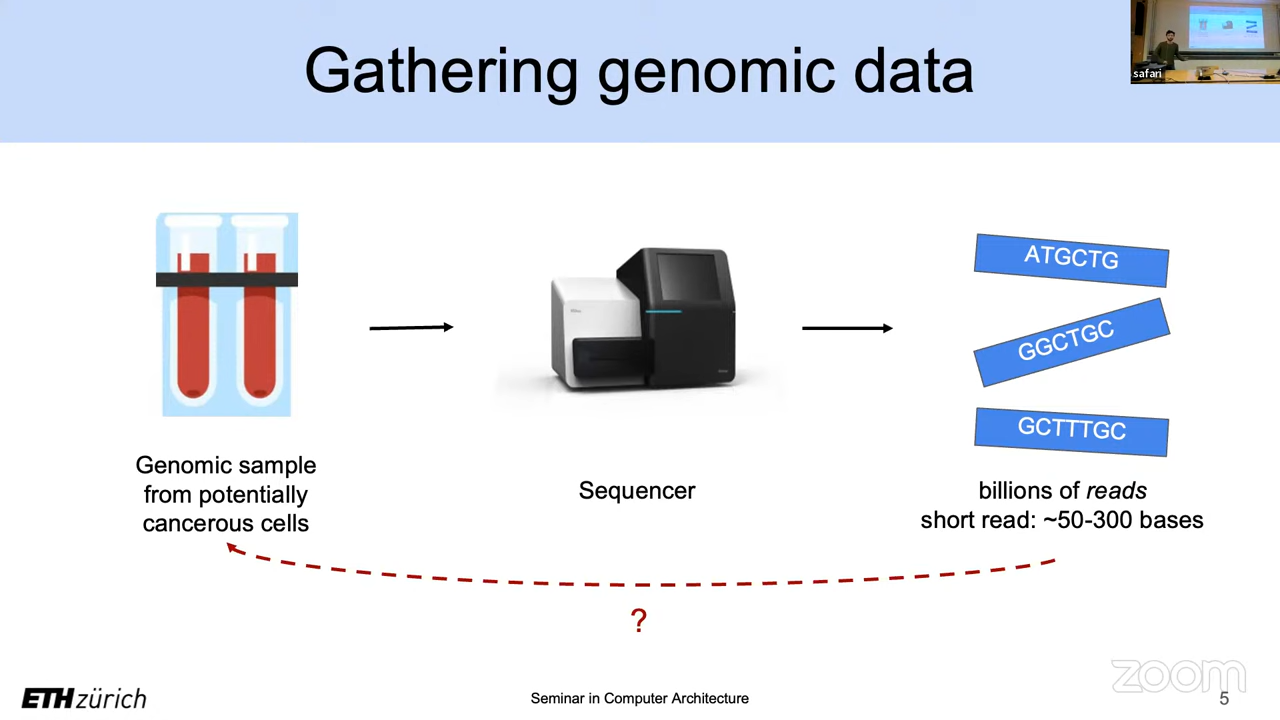 Gathering genomic data
safari
ATGCTG
GGCTGC
GCTTTGC
Genomic sample
from potentially
cancerous cells
Sequencer
billions of reads
short read: ~50-300 bases
?
ETH zürich
Seminar in Computer Architecture
zoom
5